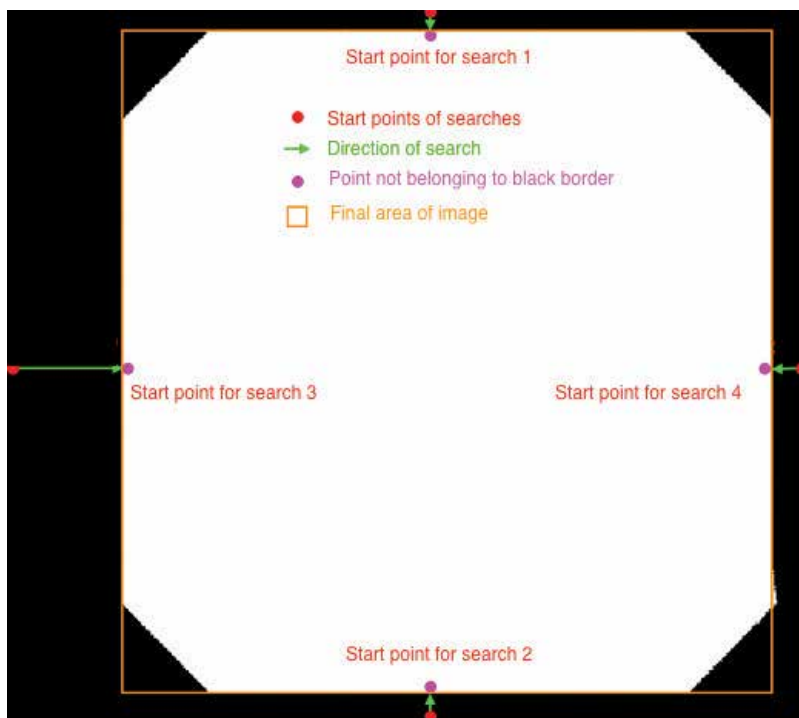 Start point for search 1
Start points of searches
Direction of search
Point not belonging to black border
Final area of image
Start point for search 3
Start point for search 4
Start point for search 2